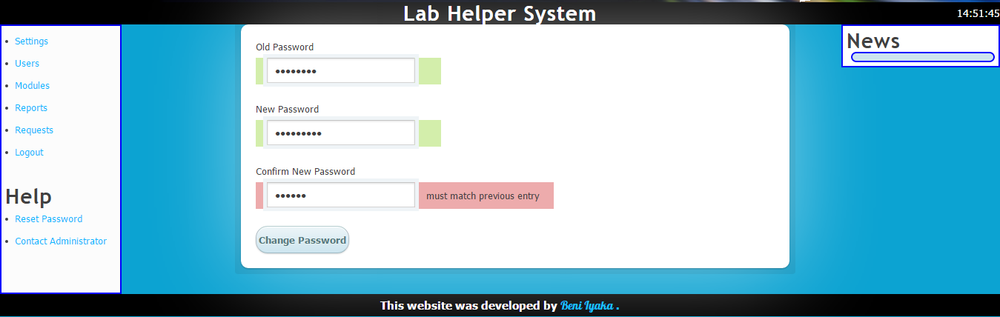 Lab Helper System
14:51:45
Settings
Users
Modules
Reports
Requests
Logout
Help
Reset Password
Contact Administrator
Old Password
••••••••
New Password
•••••••••
Confirm New Password
••••••
must match previous entry
Change Password
News
This website was developed by Beni Iyaka .